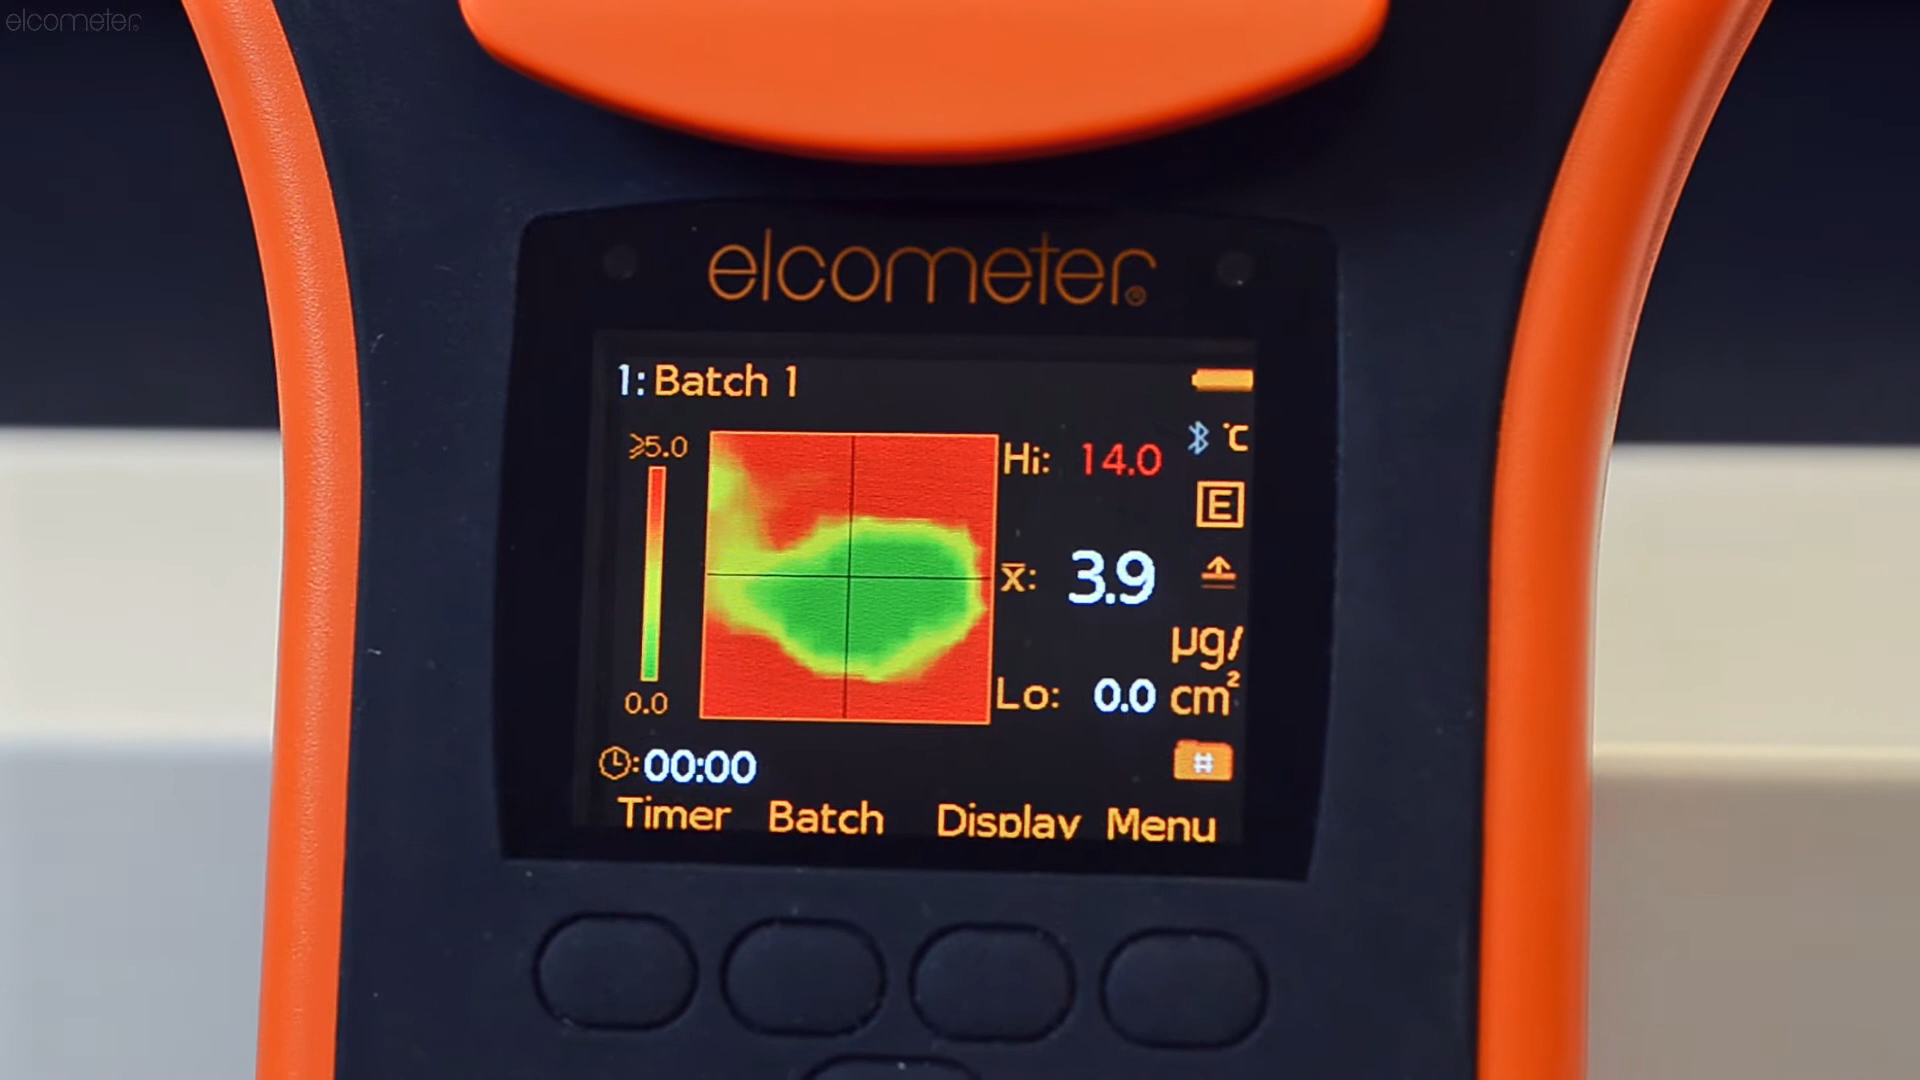 elcometer
elcometer®
1: Batch 1
⩾5.0
Hi: 14.0
°C
E
x̄: 3.9
µg/
cm²
Lo: 0.0
0.0
#
:00:00
Timer Batch Display Menu